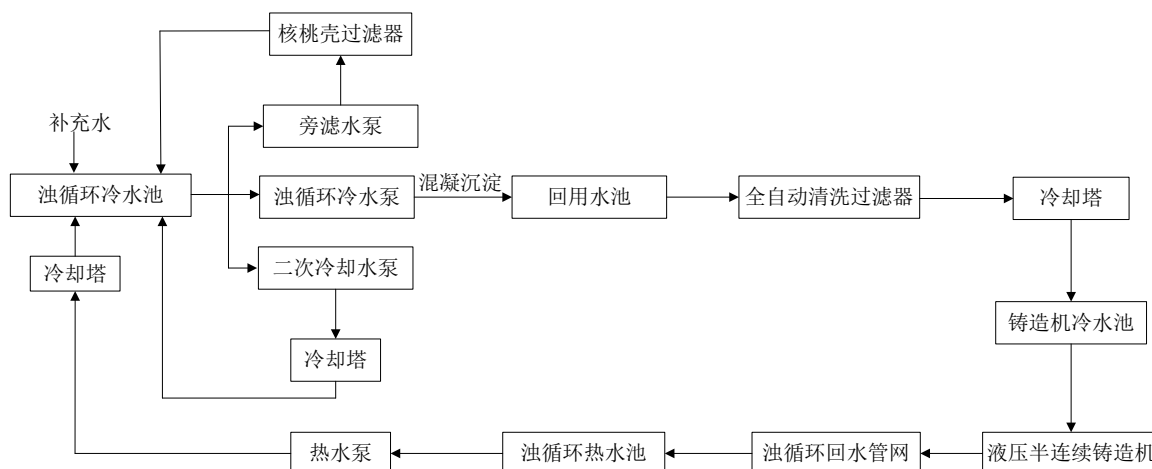 核桃壳过滤器
补充水
旁滤水泵
浊循环冷水池
浊循环冷水泵
混凝沉淀
回用水池
全自动清洗过滤器
冷却塔
冷却塔
二次冷却水泵
铸造机冷水池
冷却塔
热水泵
浊循环热水池
浊循环回水管网
液压半连续铸造机